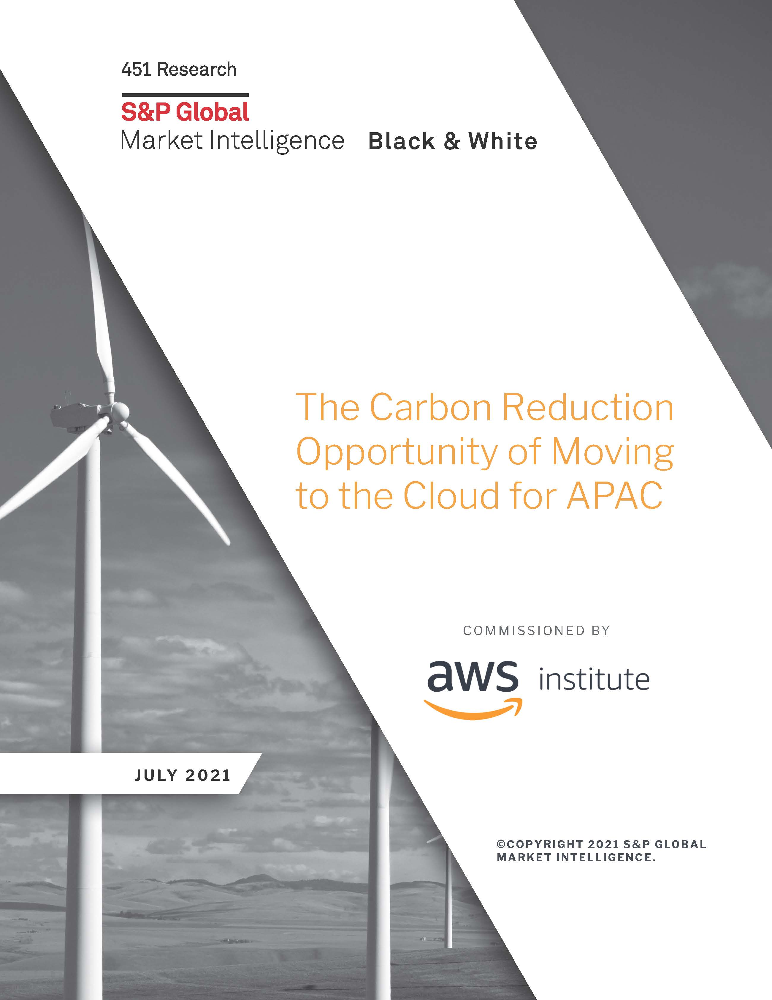 451 Research
S&P Global
Market Intelligence Black & White
The Carbon Reduction
Opportunity of Moving
to the Cloud for APAC
COMMISSIONED BY
aws institute
JULY 2021
©COPYRIGHT 2021 S&P GLOBAL
MARKET INTELLIGENCE.